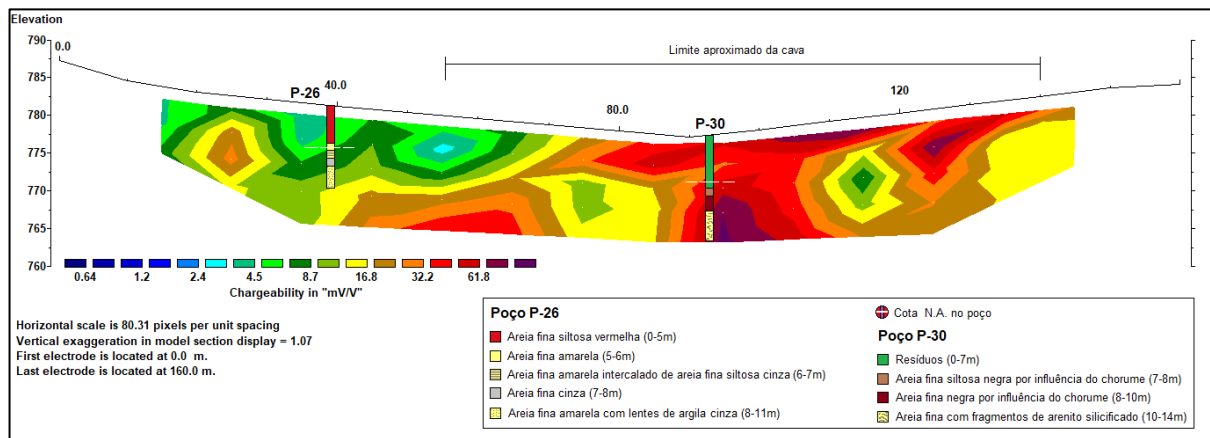 Elevation
790
0.0
Limite aproximado da cava
785
P-26
40.0
120
780
80.0
P-30
775
770
765
760
0.64 1.2 2.4 4.5 8.7 16.8 32.2 61.8
Chargeability in "mV/V"
Horizontal scale is 80.31 pixels per unit spacing
Vertical exaggeration in model section display = 1.07
First electrode is located at 0.0 m.
Last electrode is located at 160.0 m.
Poço P-26
Areia fina siltosa vermelha (0-5m)
Areia fina amarela (5-6m)
Areia fina amarela intercalado de areia fina siltosa cinza (6-7m)
Areia fina cinza (7-8m)
Areia fina amarela com lentes de argila cinza (8-11m)
Cota N.A. no poço
Poço P-30
Resíduos (0-7m)
Areia fina siltosa negra por influência do chorume (7-8m)
Areia fina negra por influência do chorume (8-10m)
Areia fina com fragmentos de arenito silicificado (10-14m)